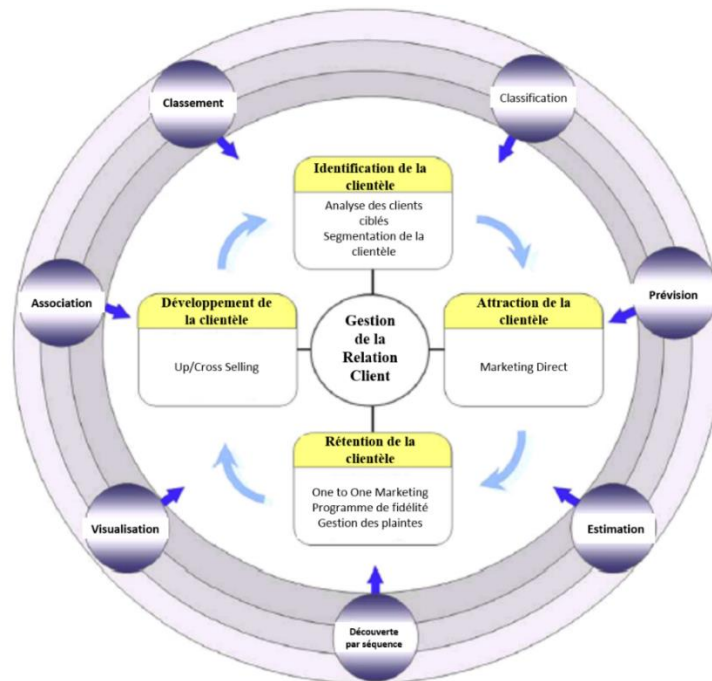 Classement
Classification
Identification de la
clientèle
Analyse des clients
ciblés
Segmentation de la
clientèle
Association
Développement de
la clientèle
Up/Cross Selling
Gestion
de la
Relation
Client
Attraction de la
clientèle
Marketing Direct
Prévision
Rétention de la
clientèle
One to One Marketing
Programme de fidélité
Gestion des plaintes
Visualisation
Estimation
Découverte
par séquence